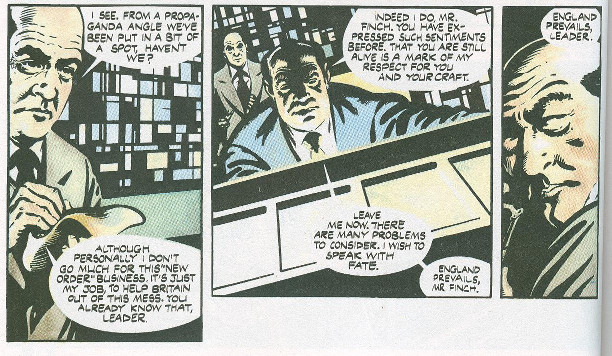 I SEE. FROM A PROPA-
GANDA ANGLE WE'VE
BEEN PUT IN A BIT OF
A SPOT, HAVEN'T
WE?
ALTHOUGH
PERSONALLY I DON'T
GO MUCH FOR THIS "NEW
ORDER" BUSINESS. IT'S JUST
MY JOB, TO HELP BRITAIN
OUT OF THIS MESS. YOU
ALREADY KNOW THAT,
LEADER.
INDEED I DO, MR.
FINCH. YOU HAVE EX-
PRESSED SUCH SENTIMENTS
BEFORE. THAT YOU ARE STILL
ALIVE IS A MARK OF MY
RESPECT FOR YOU
AND YOUR CRAFT.
LEAVE
ME NOW. THERE
ARE MANY PROBLEMS
TO CONSIDER. I WISH TO
SPEAK WITH
FATE.
ENGLAND
PREVAILS,
MR. FINCH.
ENGLAND
PREVAILS,
LEADER.